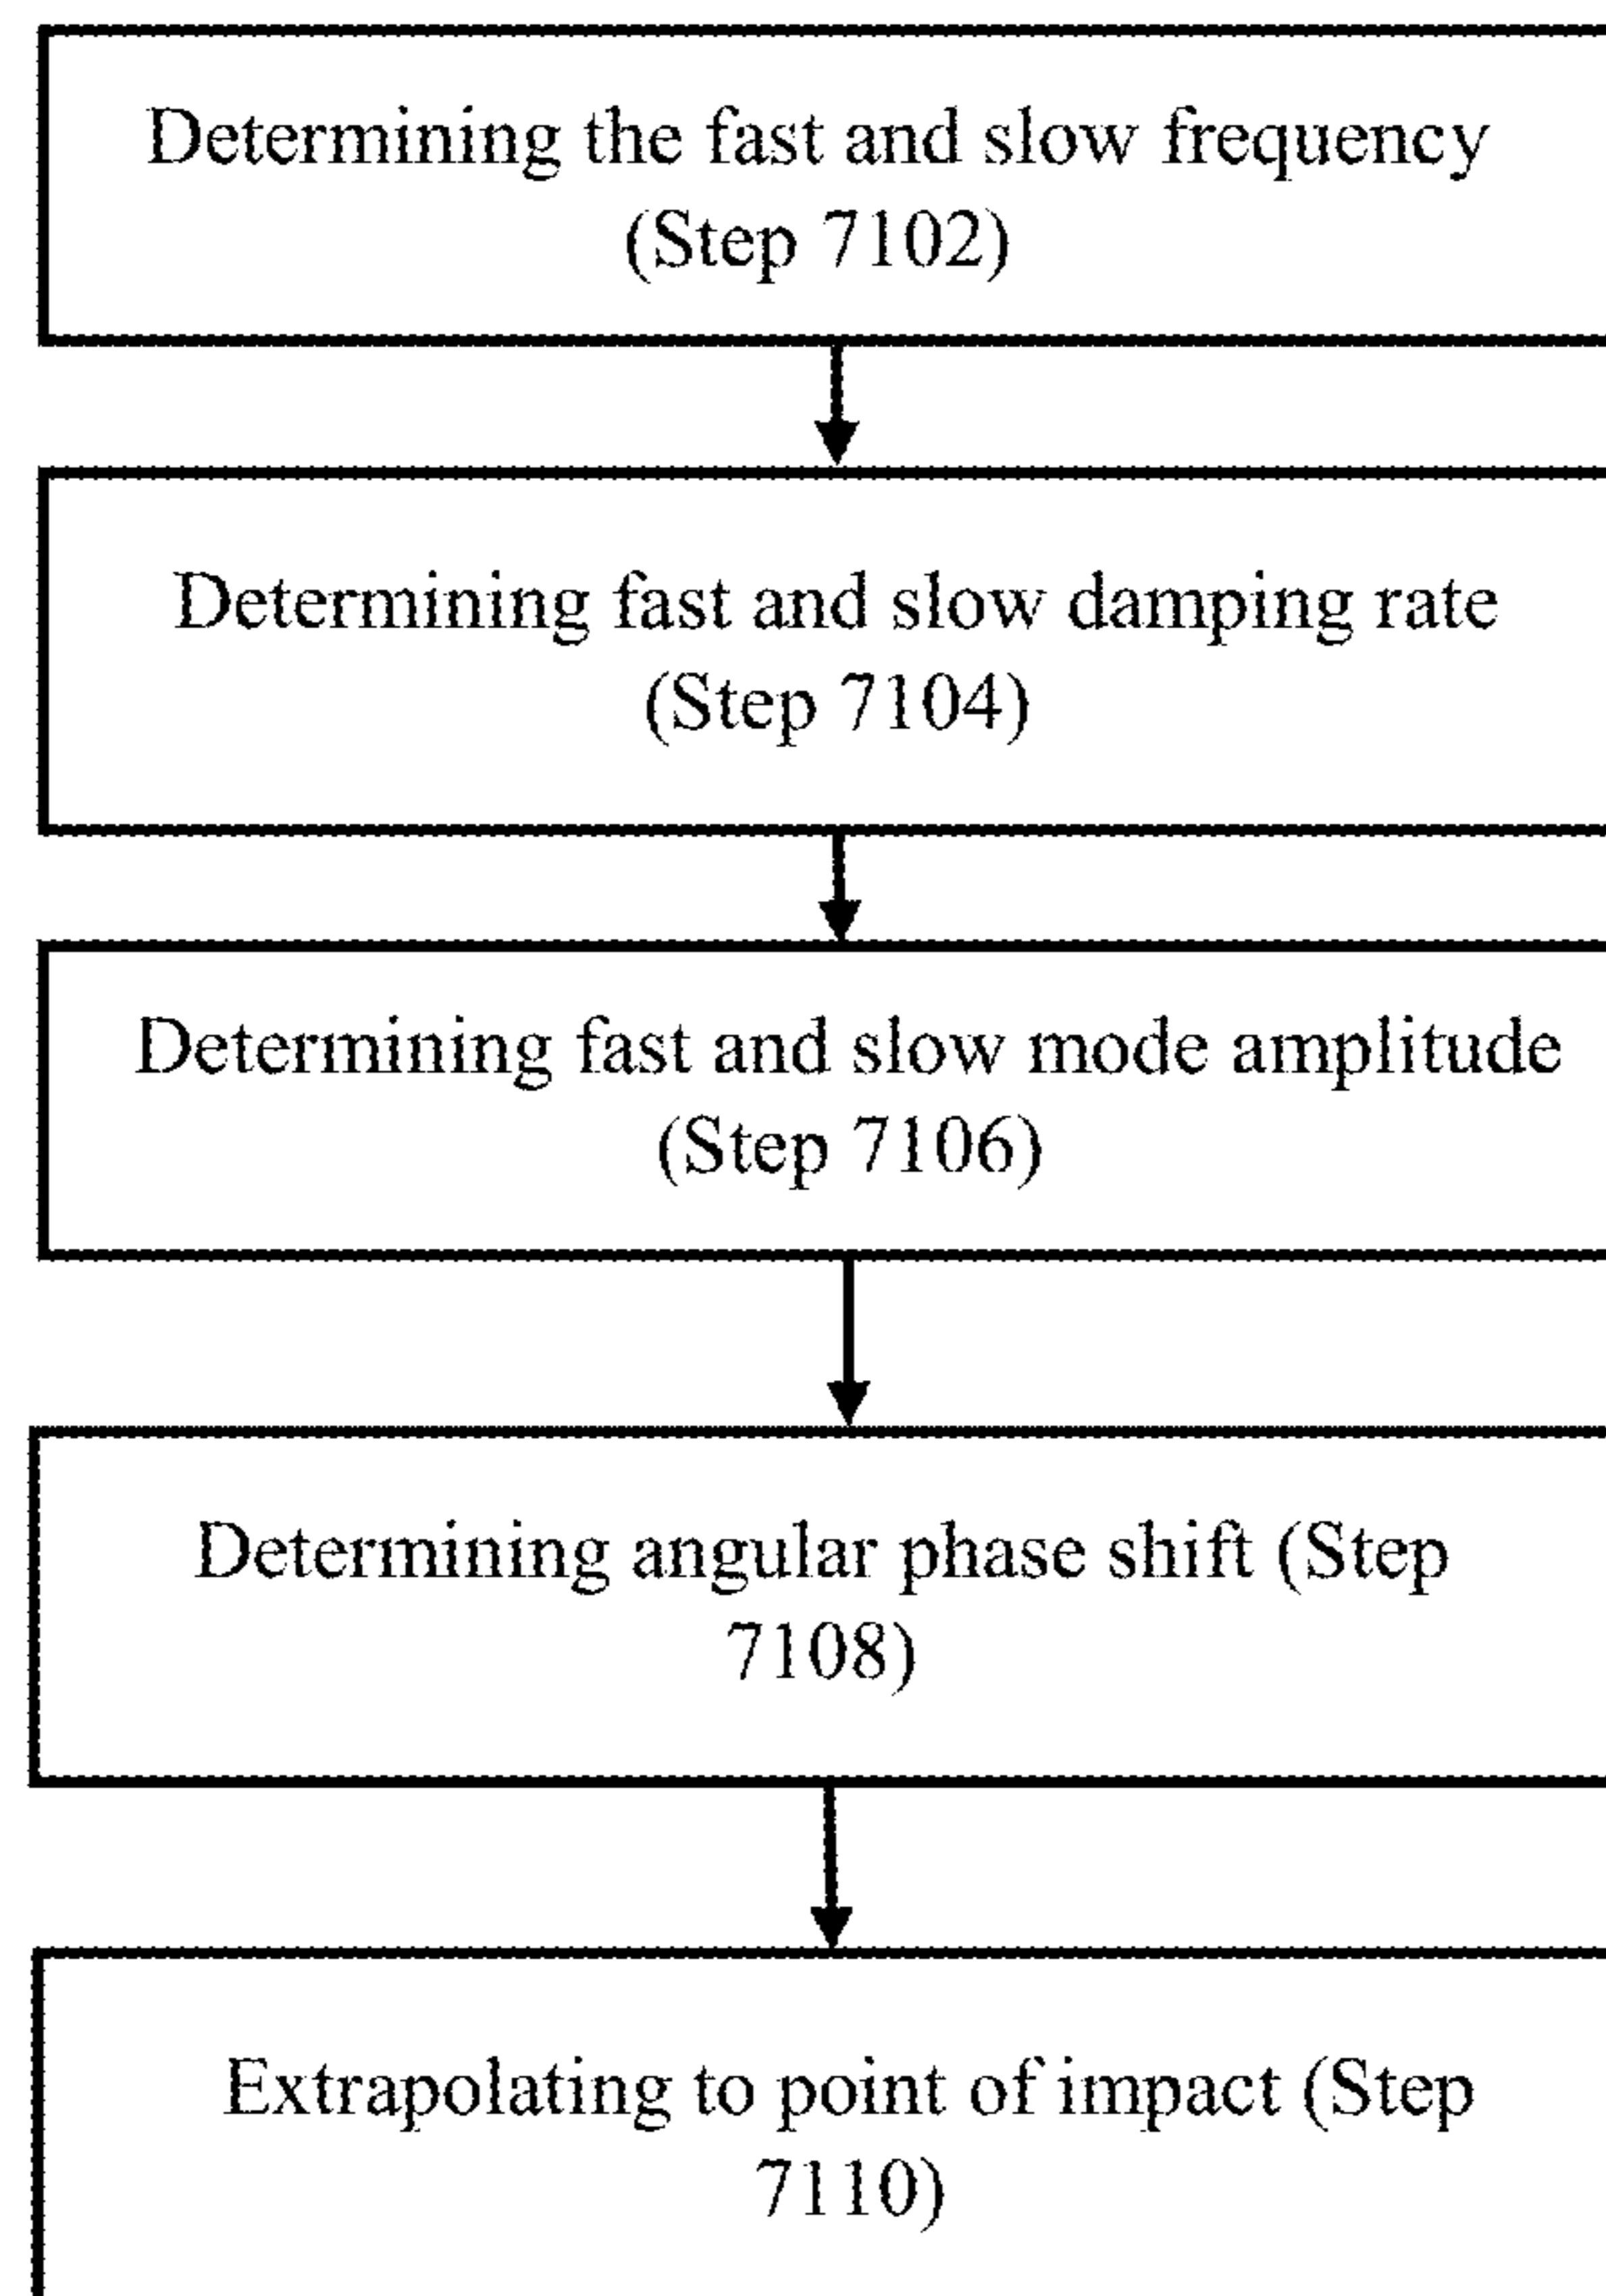 Determining the fast and slow frequency
(Step 7102)
Determining fast and slow damping rate
(Step 7104)
Determining fast and slow mode amplitude
(Step 7106)
Determining angular phase shift (Step
7108)
Extrapolating to point of impact (Step
7110)